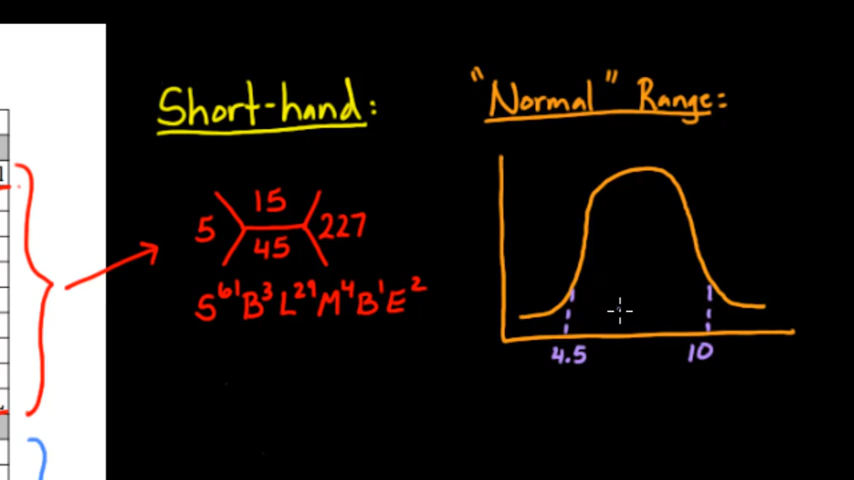 Short-hand:
15
5 227
45
S⁶¹B³L²⁹M⁴B¹E²
"Normal" Range:
4.5 10